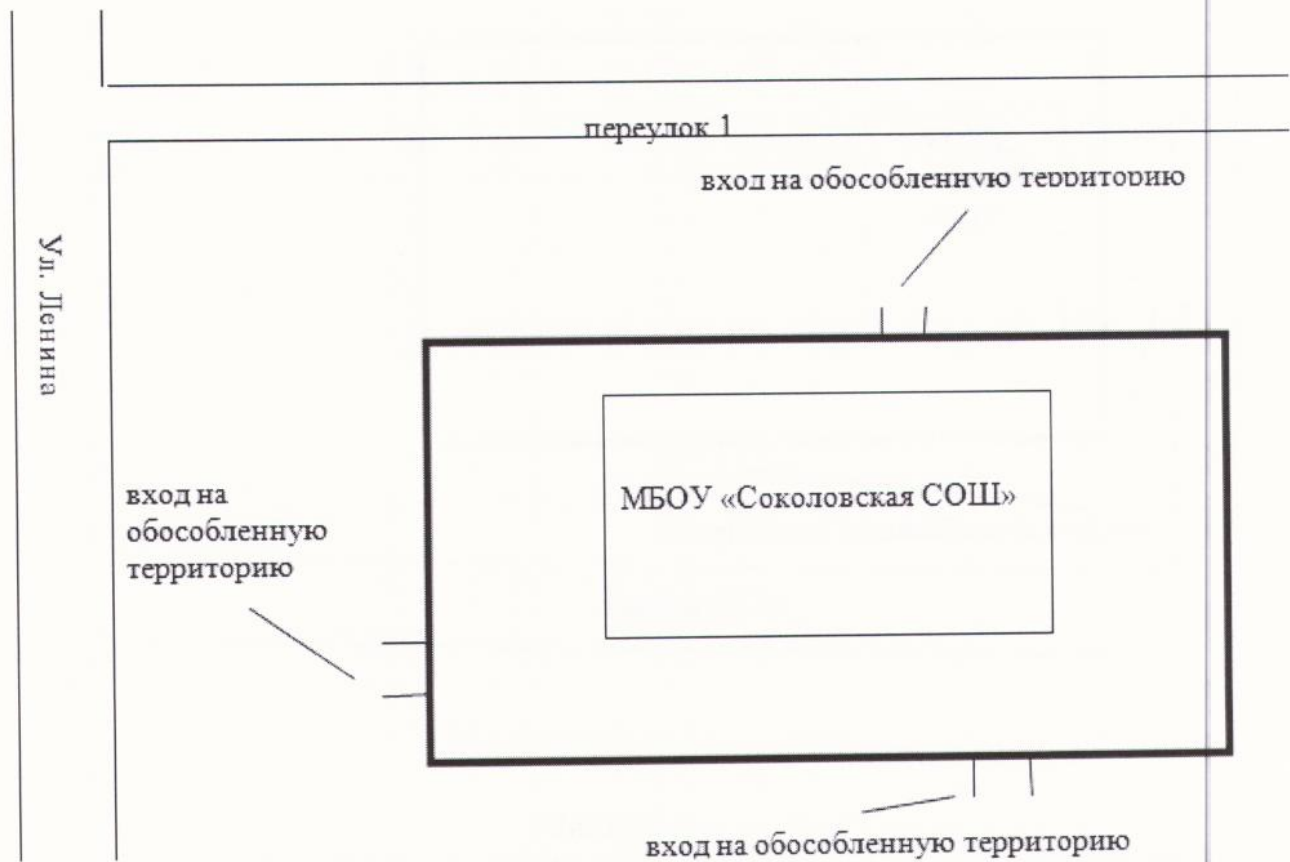 переулок 1
вход на обособленную территорию
Ул. Ленина
МБОУ «Соколовская СОШ»
вход на
обособленную
территорию
вход на обособленную территорию